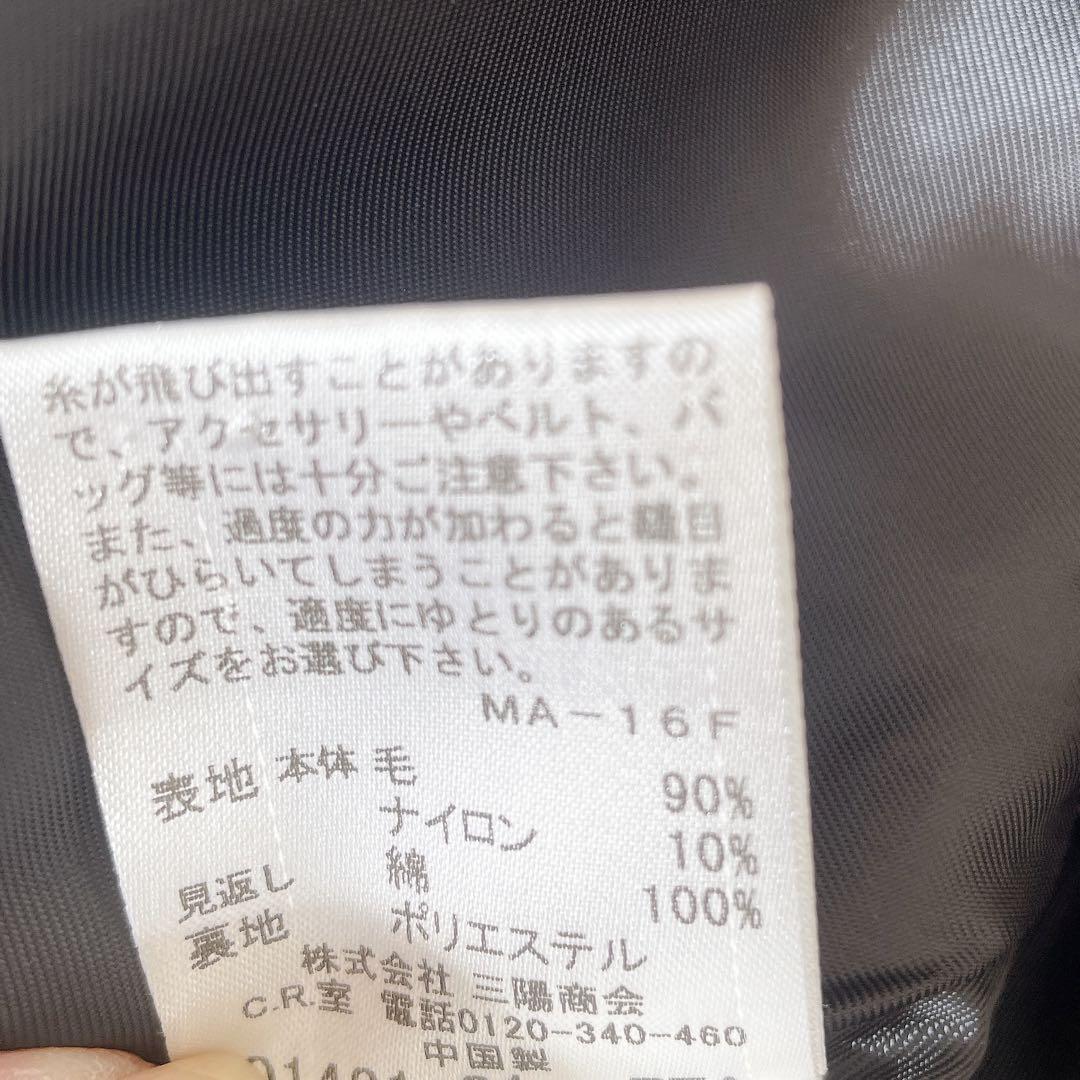 糸が飛び出すことがありますの
で、アクセサリーやベルト、バ
ッグ等には十分ご注意下さい。
また、過度の力が加わると縫目
がひらいてしまうことがありま
すので、適度にゆとりのあるサ
イズをお選び下さい。
MA-16F
表地 本体 毛 90%
ナイロン 10%
見返し 綿 100%
裏地 ポリエステル
株式会社 三陽商会
C.R.室 電話0120-340-460
中国製